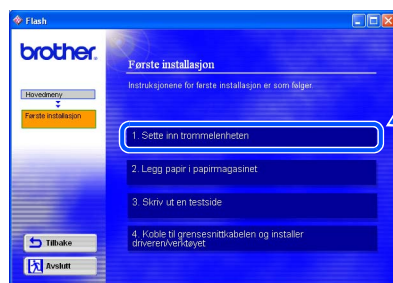 Flash
brother.
Hovedmeny
Første installasjon
Første installasjon
Instruksjonene for første installasjon er som følger.
1. Sette inn trommelenheten
2. Legg papir i papirmagasinet
3. Skriv ut en testside
4. Koble til grensesnittkabelen og installer
driveren/verktøyet
Tilbake
Avslutt